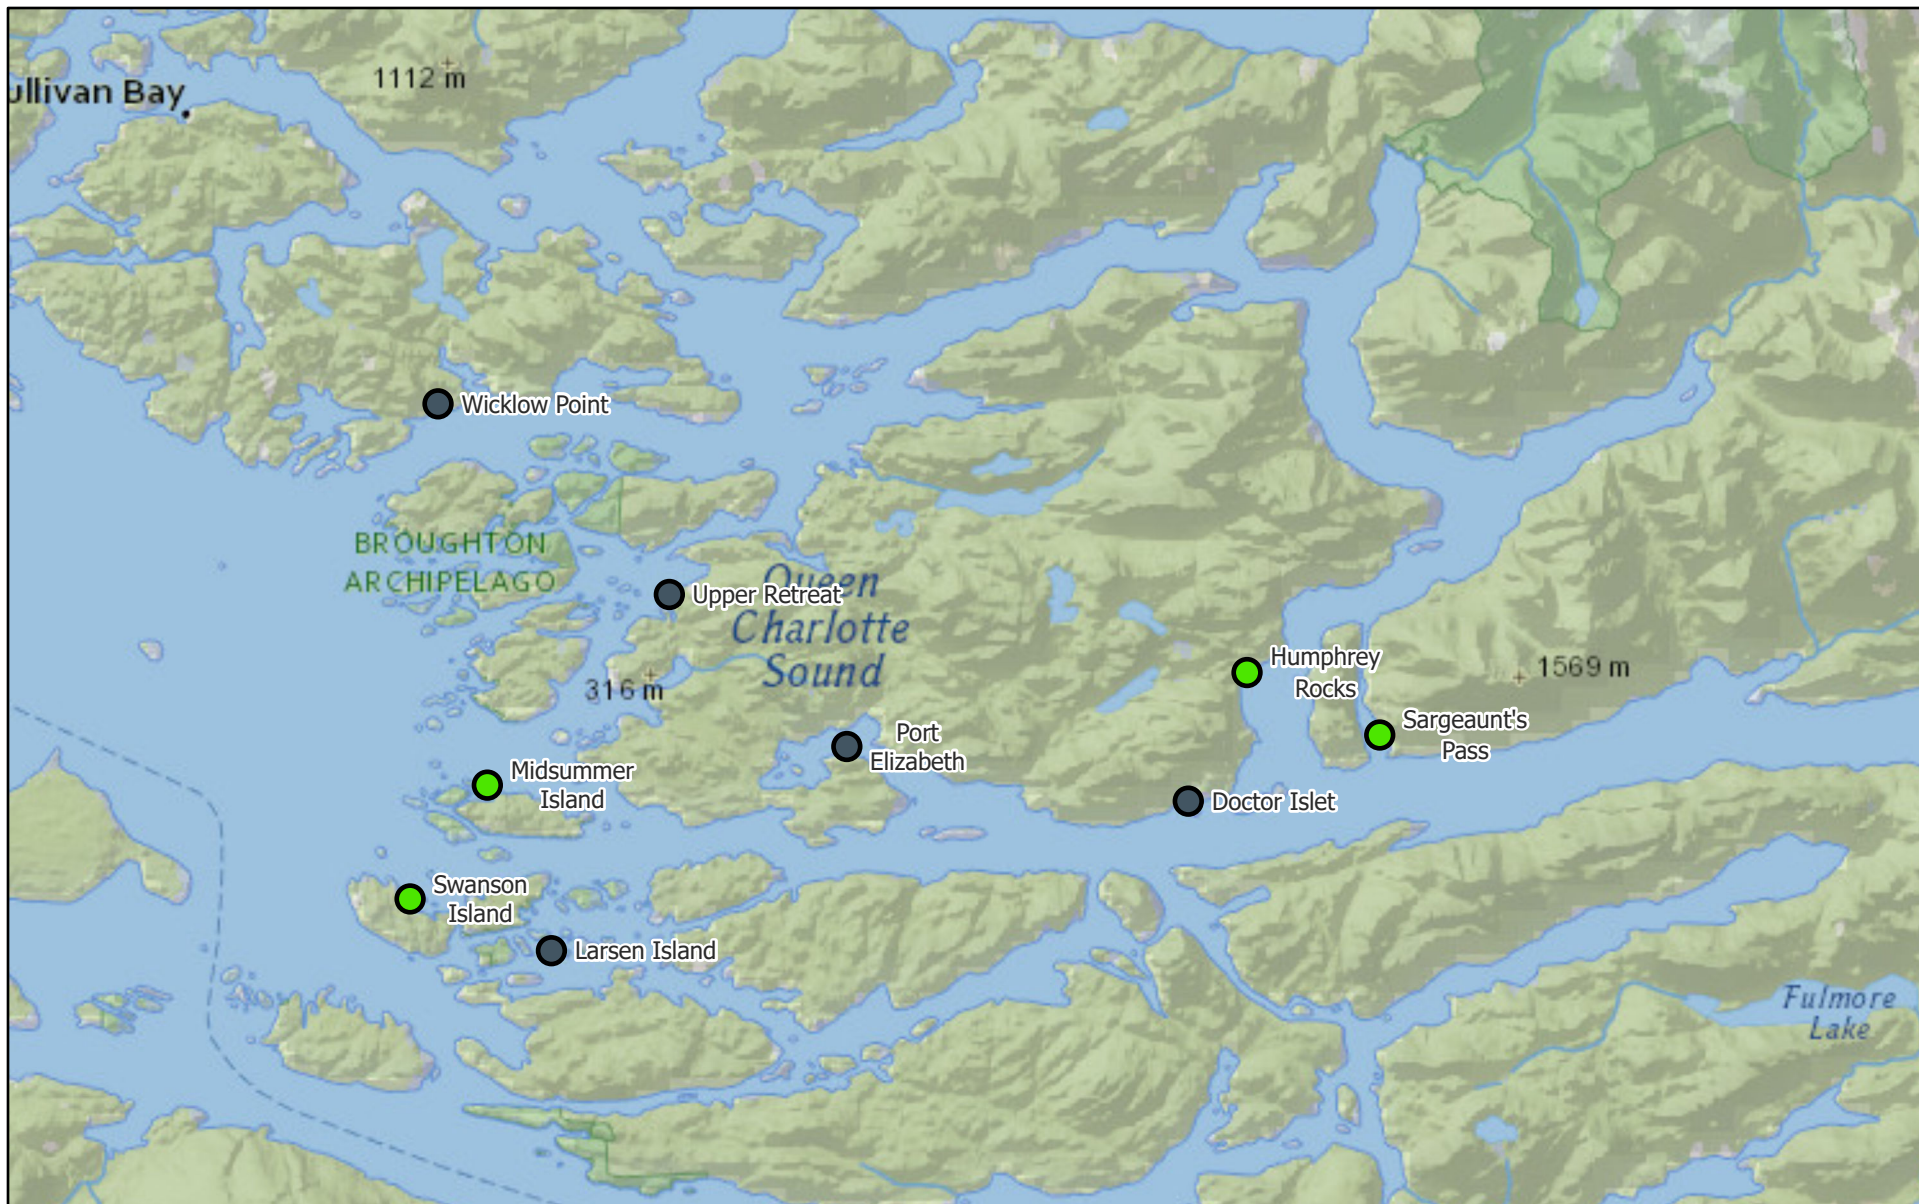 1112 m
ullivan Bay
Wicklow Point
BROUGHTON
ARCHIPELAGO
Queen
Charlotte
Sound
Upper Retreat
316 m
Humphrey
Rocks
1569 m
Sargeaunt's
Pass
Port
Elizabeth
Midsummer
Island
Doctor Islet
Swanson
Island
Larsen Island
Fulmore
Lake